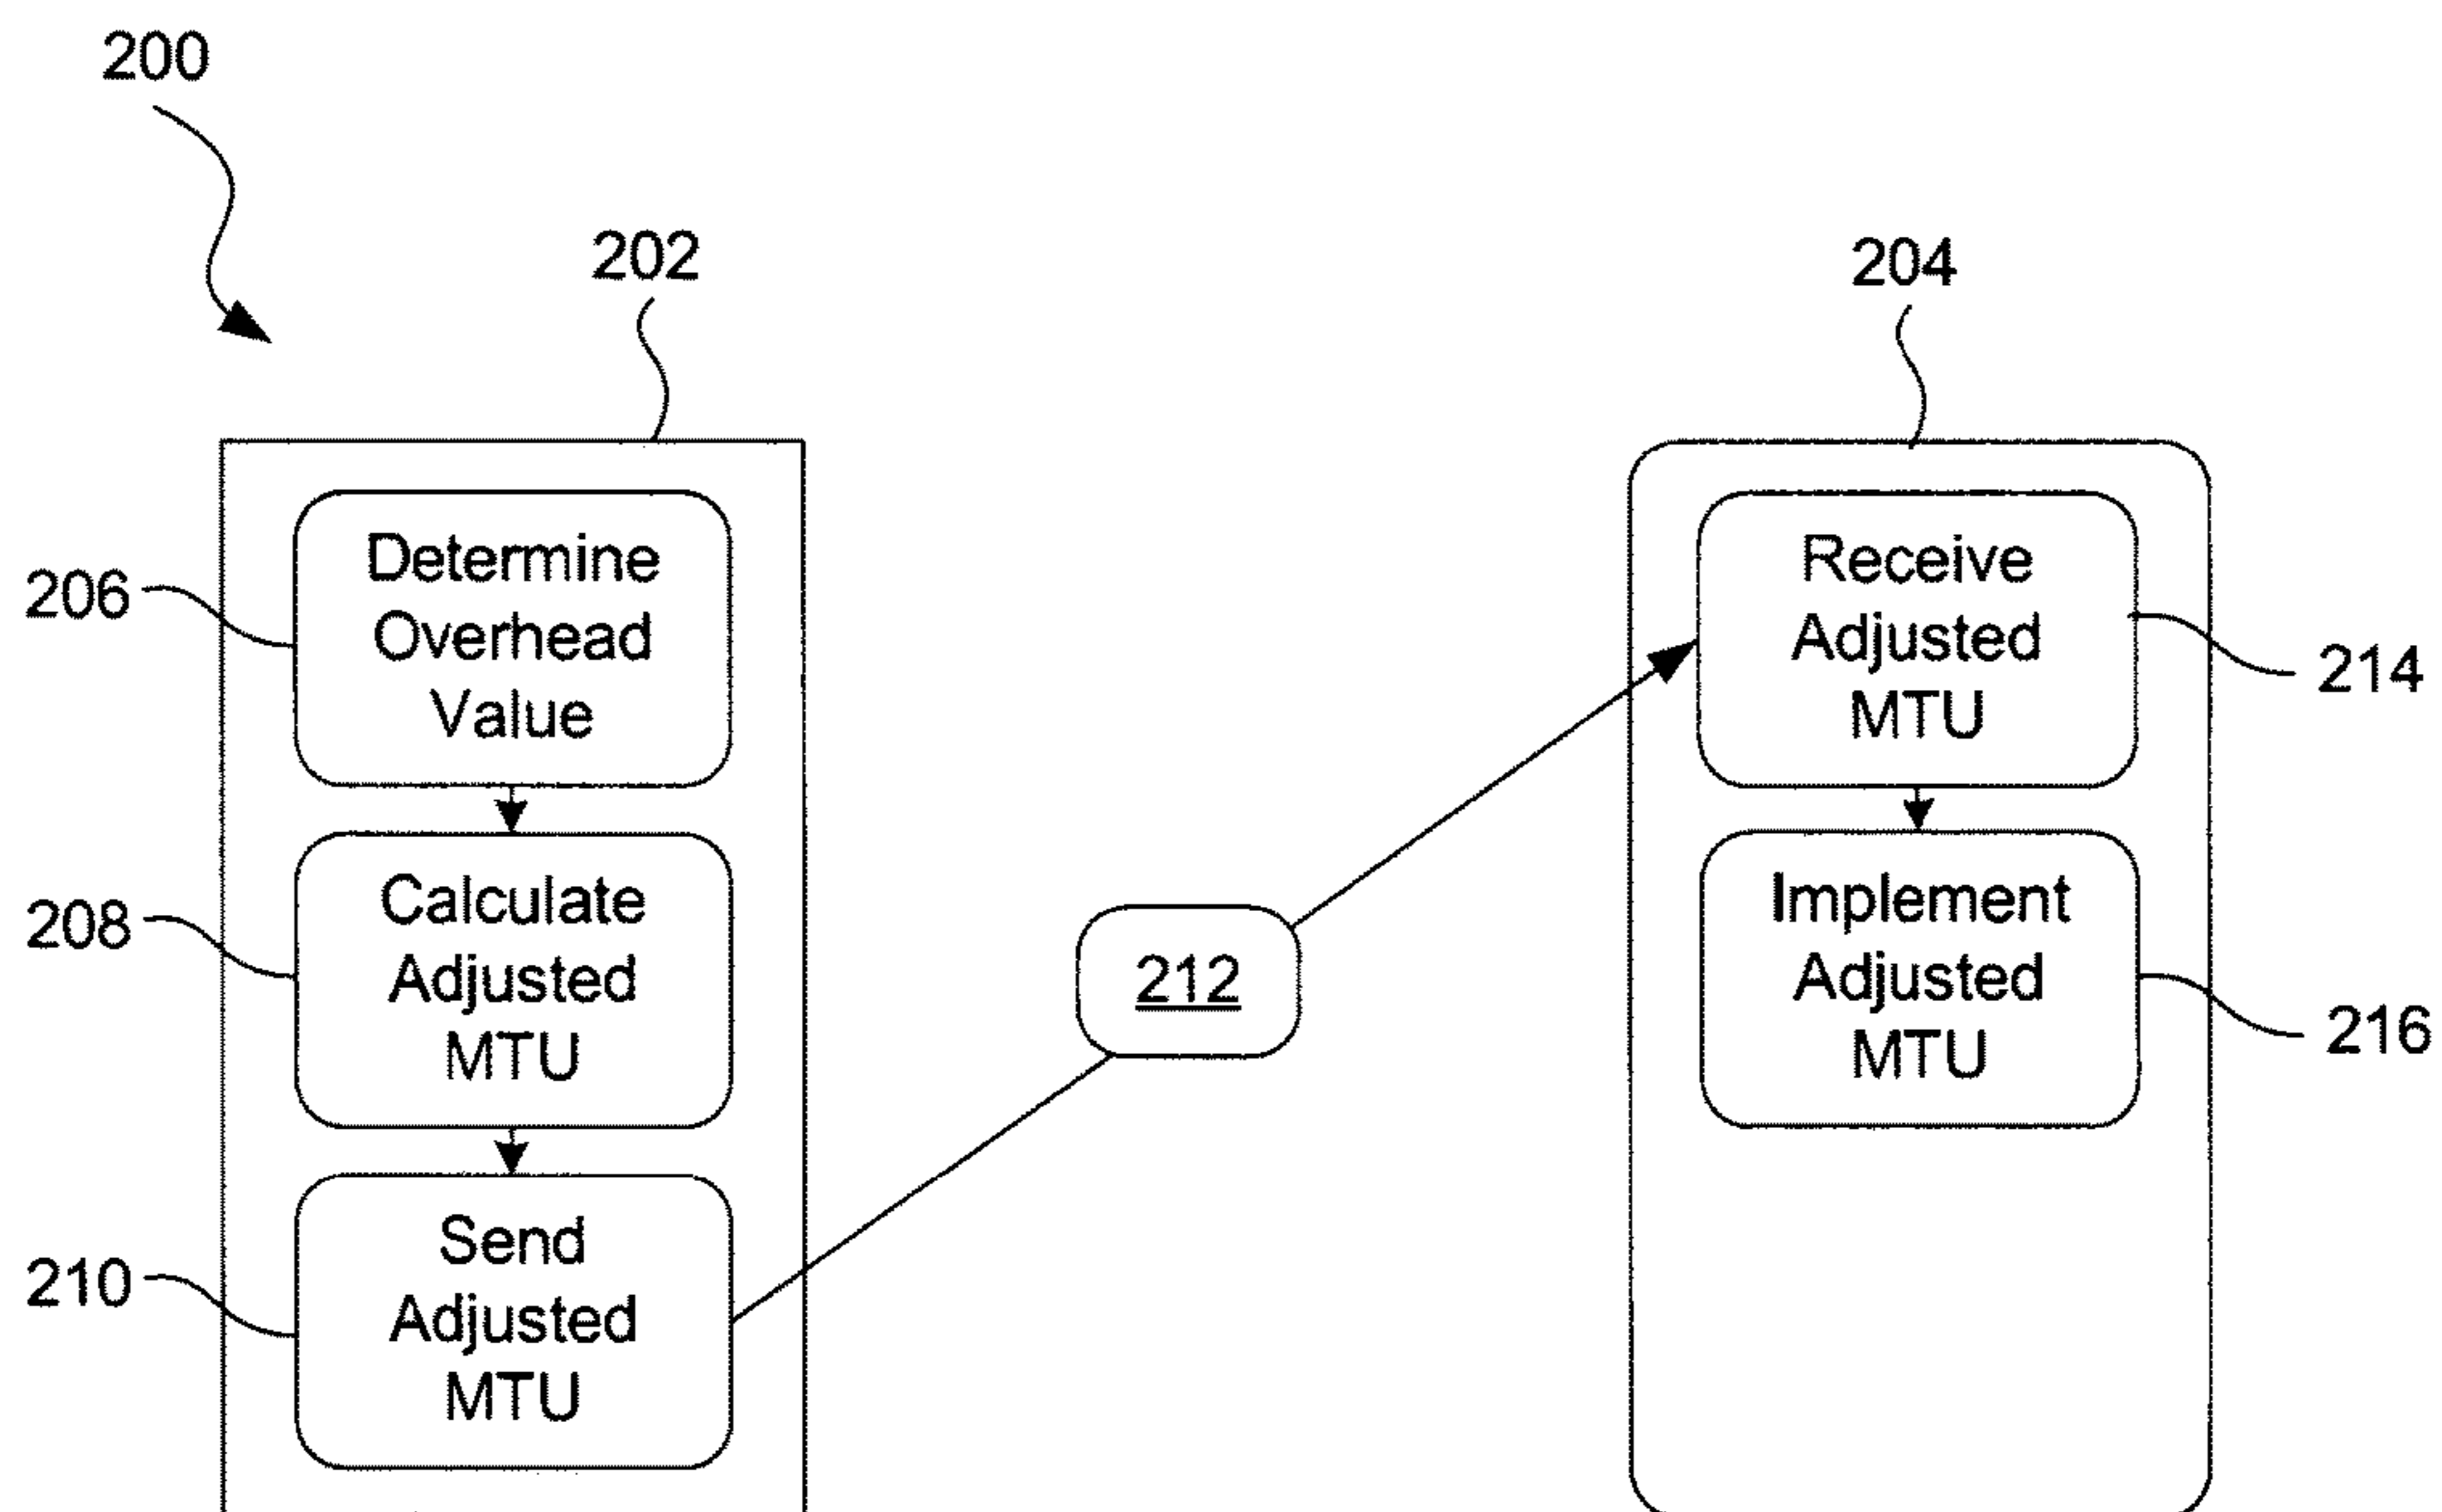 200
202
204
Determine
Overhead
Value
206
Receive
Adjusted
MTU
214
Calculate
Adjusted
MTU
208
212
Implement
Adjusted
MTU
216
Send
Adjusted
MTU
210